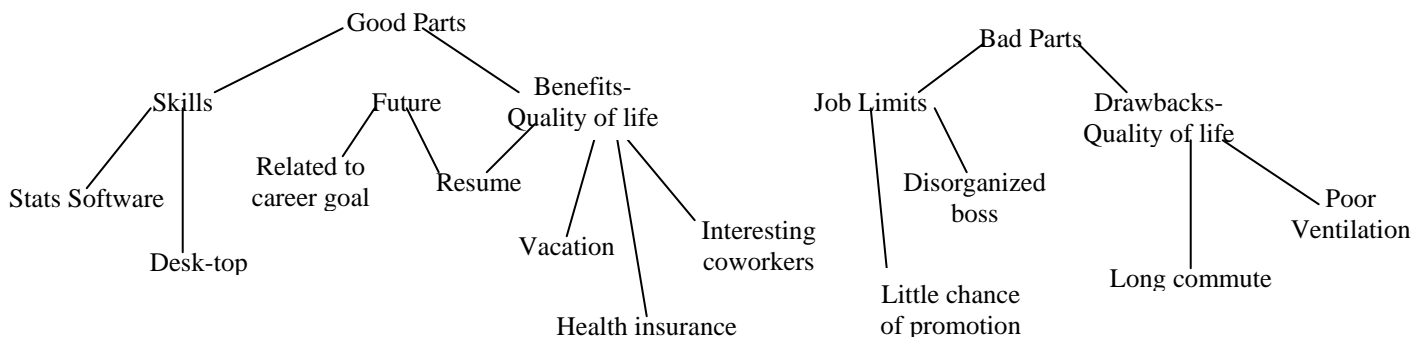 Good Parts
Bad Parts
Skills
Future
Benefits-
Quality of life
Job Limits
Drawbacks-
Quality of life
Stats Software
Desk-top
Related to
career goal
Resume
Vacation
Health insurance
Interesting
coworkers
Disorganized
boss
Little chance
of promotion
Long commute
Poor
Ventilation